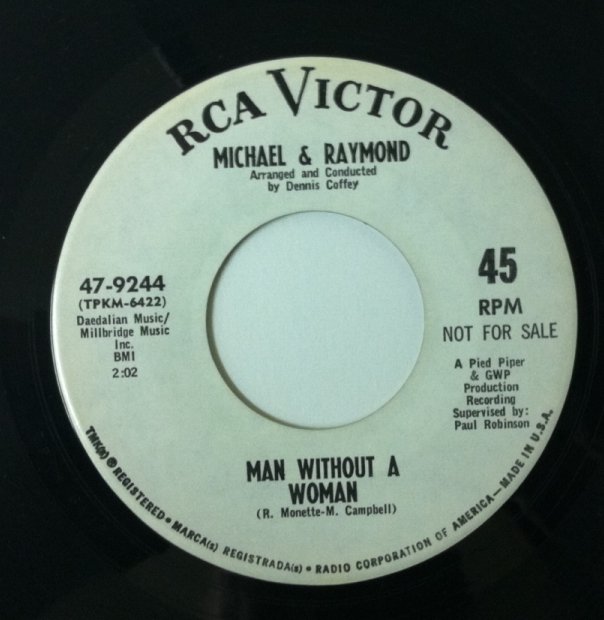 RCA VICTOR
MICHAEL & RAYMOND
Arranged and Conducted
by Dennis Coffey
47-9244
(TPKM-6422)
Daedalian Music/
Millbridge Music
Inc.
BMI
2:02
45
RPM
NOT FOR SALE
A Pied Piper
& GWP
Production
Recording
Supervised by:
Paul Robinson
MAN WITHOUT A
WOMAN
(R. Monette-M. Campbell)
TMK(s) ® REGISTERED • MARCA(s) REGISTRADA(s) • RADIO CORPORATION OF AMERICA—MADE IN U.S.A.